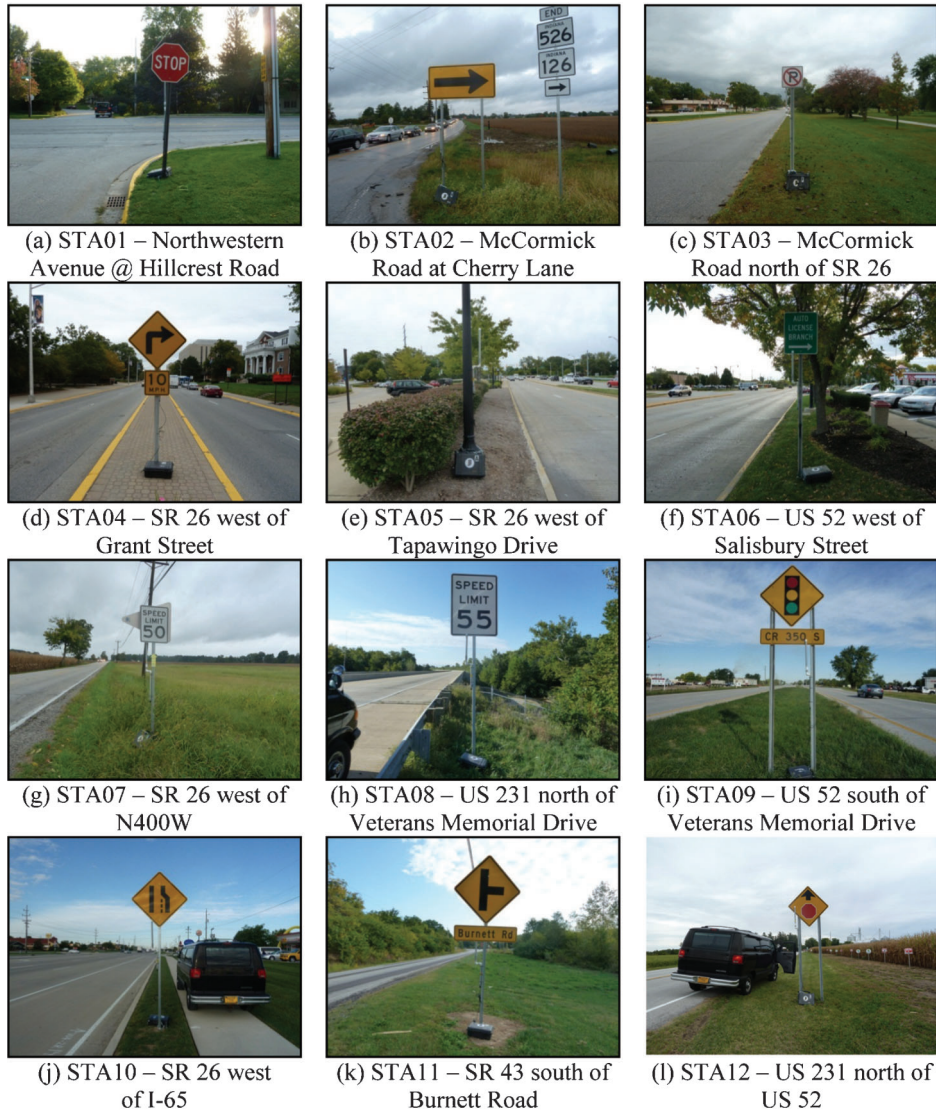 STOP
END
INDIANA
526
INDIANA
126
(a) STA01 – Northwestern
Avenue @ Hillcrest Road
(b) STA02 – McCormick
Road at Cherry Lane
(c) STA03 – McCormick
Road north of SR 26
10
MPH
AUTO
LICENSE
BRANCH
(d) STA04 – SR 26 west of
Grant Street
(e) STA05 – SR 26 west of
Tapawingo Drive
(f) STA06 – US 52 west of
Salisbury Street
SPEED
LIMIT
50
SPEED
LIMIT
55
CR 350 S
(g) STA07 – SR 26 west of
N400W
(h) STA08 – US 231 north of
Veterans Memorial Drive
(i) STA09 – US 52 south of
Veterans Memorial Drive
Burnett Rd
(j) STA10 – SR 26 west
of I-65
(k) STA11 – SR 43 south of
Burnett Road
(l) STA12 – US 231 north of
US 52